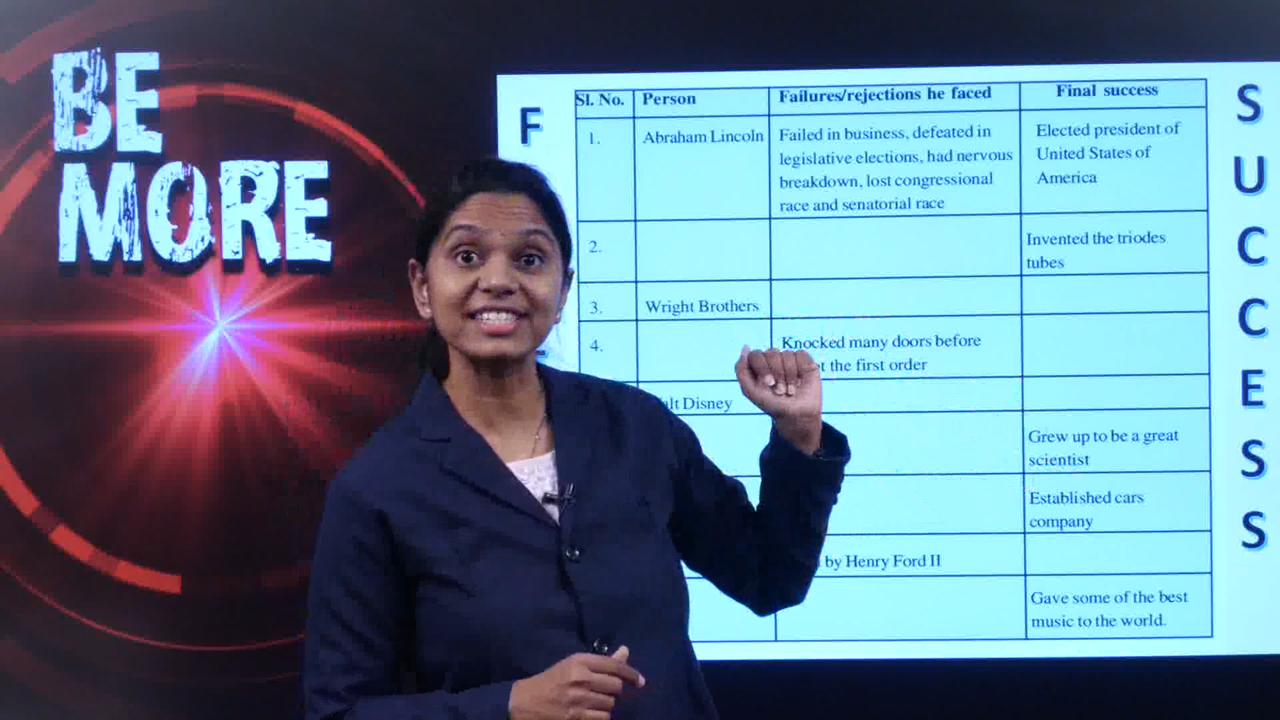 BE
MORE
F
Sl. No. Person Failures/rejections he faced Final success
1. Abraham Lincoln Failed in business, defeated in
legislative elections, had nervous
breakdown, lost congressional
race and senatorial race
Elected president of
United States of
America
2. Invented the triodes
tubes
3. Wright Brothers
4. Knocked many doors before
the first order
Disney
Grew up to be a great
scientist
Established cars
company
by Henry Ford II
Gave some of the best
music to the world.
S
U
C
C
E
S
S